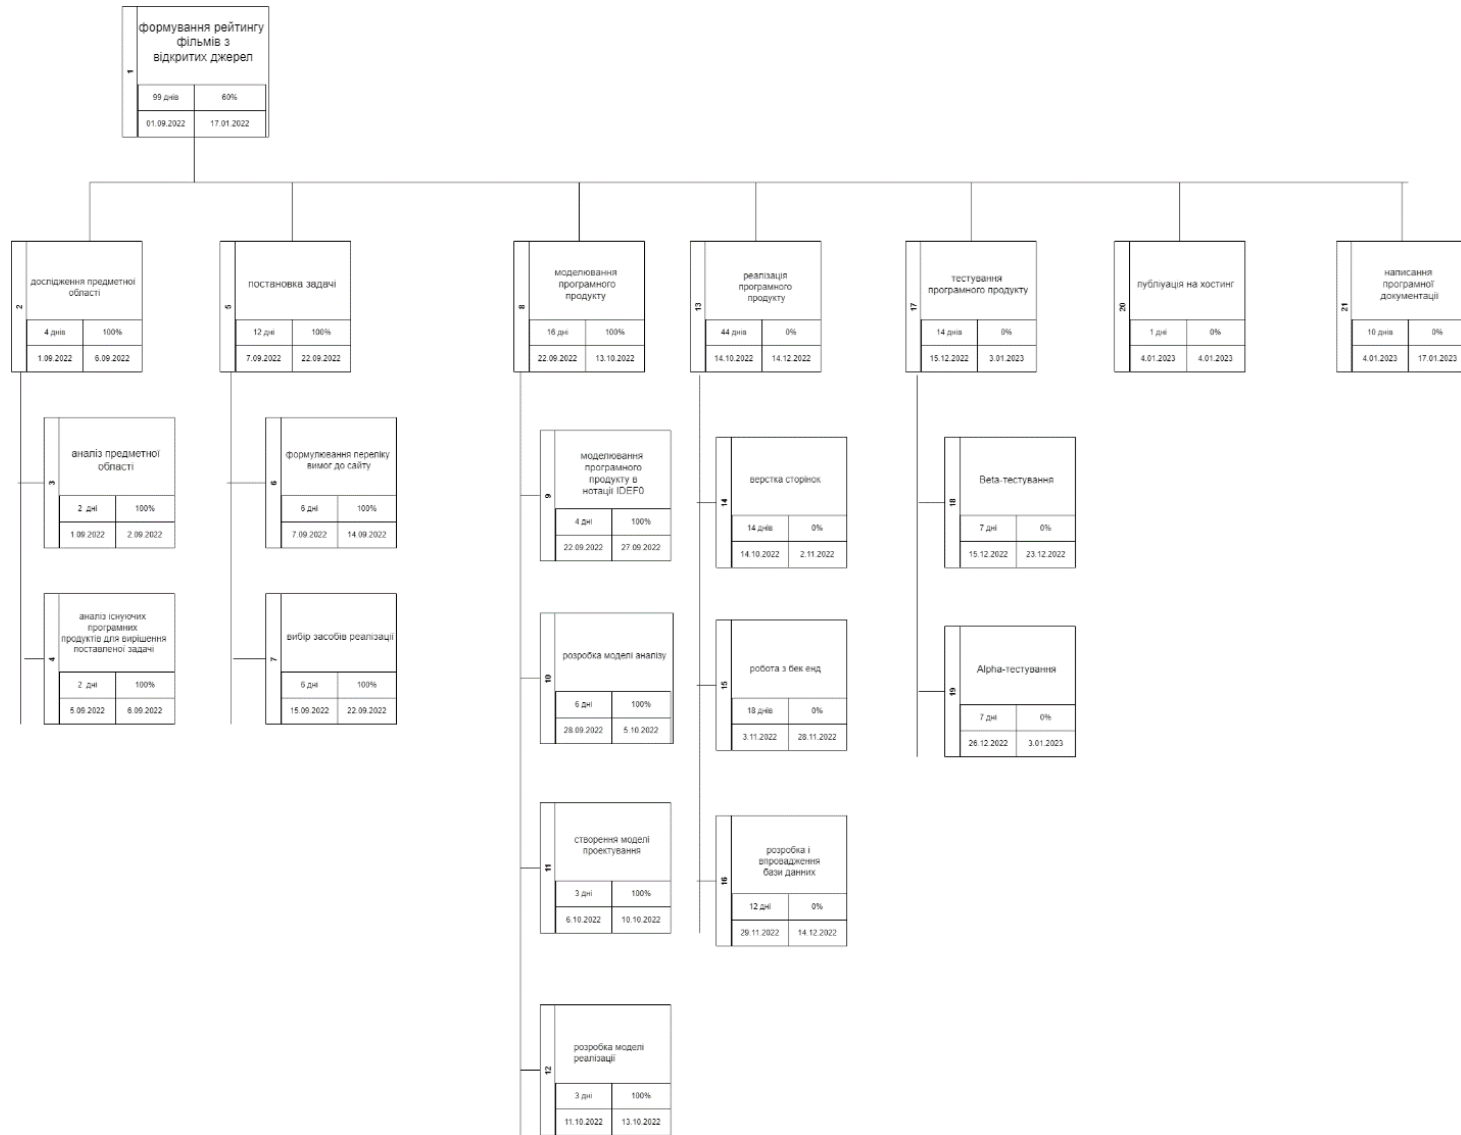 формування рейтингу
фільмів з
відкритих джерел
1
99 днів 60%
01.09.2022 17.01.2022
дослідження предметної
області
2
4 днів 100%
1.09.2022 6.09.2022
постановка задачі
5
12 дні 100%
7.09.2022 22.09.2022
моделювання
програмного
продукту
8
16 дні 100%
22.09.2022 13.10.2022
реалізація
програмного
продукту
13
44 днів 0%
14.10.2022 14.12.2022
тестування
програмного продукту
17
14 днів 0%
15.12.2022 3.01.2023
публіуація на хостинг
20
1 дні 0%
4.01.2023 4.01.2023
написання
програмної
документації
21
10 днів 0%
4.01.2023 17.01.2023
аналіз предметної
області
3
2 дні 100%
1.09.2022 2.09.2022
аналіз існуючих
програмних
продуктів для вирішення
поставленої задачі
4
2 дні 100%
5.09.2022 6.09.2022
формулювання переліку
вимог до сайту
6
6 дні 100%
7.09.2022 14.09.2022
вибір засобів реалізації
7
6 дні 100%
15.09.2022 22.09.2022
моделювання
програмного
продукту в
нотації IDEF0
9
4 дні 100%
22.09.2022 27.09.2022
розробка моделі аналізу
10
6 дні 100%
28.09.2022 5.10.2022
створення моделі
проектування
11
3 дні 100%
6.10.2022 10.10.2022
розробка моделі
реалізації
12
3 дні 100%
11.10.2022 13.10.2022
верстка сторінок
14
14 днів 0%
14.10.2022 2.11.2022
робота з бек енд
15
18 днів 0%
3.11.2022 28.11.2022
розробка і
впровадження
бази данних
16
12 дні 0%
29.11.2022 14.12.2022
Beta-тестування
18
7 дні 0%
15.12.2022 23.12.2022
Alpha-тестування
19
7 дні 0%
26.12.2022 3.01.2023